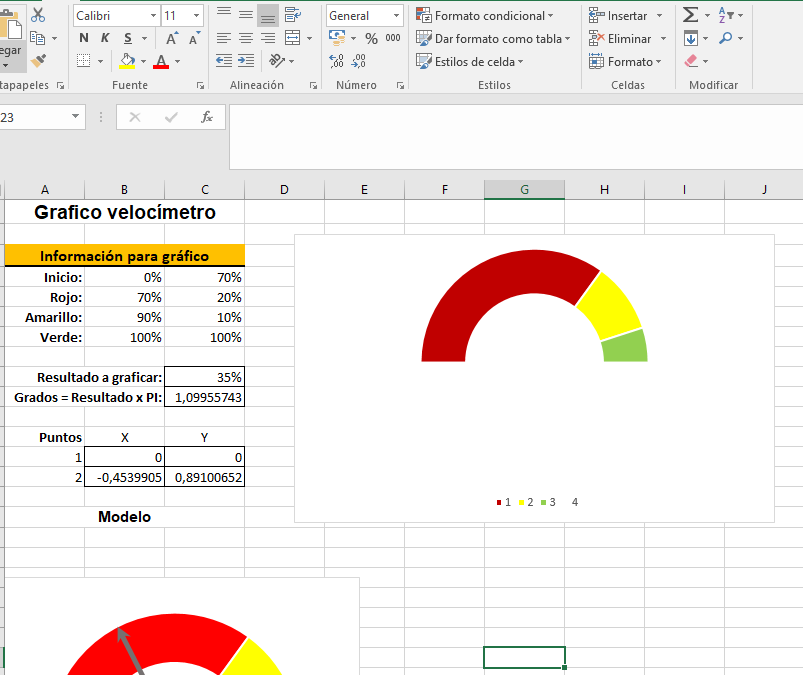 Calibri 11 General Formato condicional Insertar
N K S A A % 000 Dar formato como tabla Eliminar
egar A ,00 ,00 Estilos de celda Formato
tapapeles Fuente Alineación Número Estilos Celdas Modificar
23 fx
A B C D E F G H I J
Grafico velocímetro
Información para gráfico
Inicio: 0% 70%
Rojo: 70% 20%
Amarillo: 90% 10%
Verde: 100% 100%
Resultado a graficar: 35%
Grados = Resultado x PI: 1,09955743
Puntos X Y
1 0 0
2 -0,4539905 0,89100652
1 2 3 4
Modelo